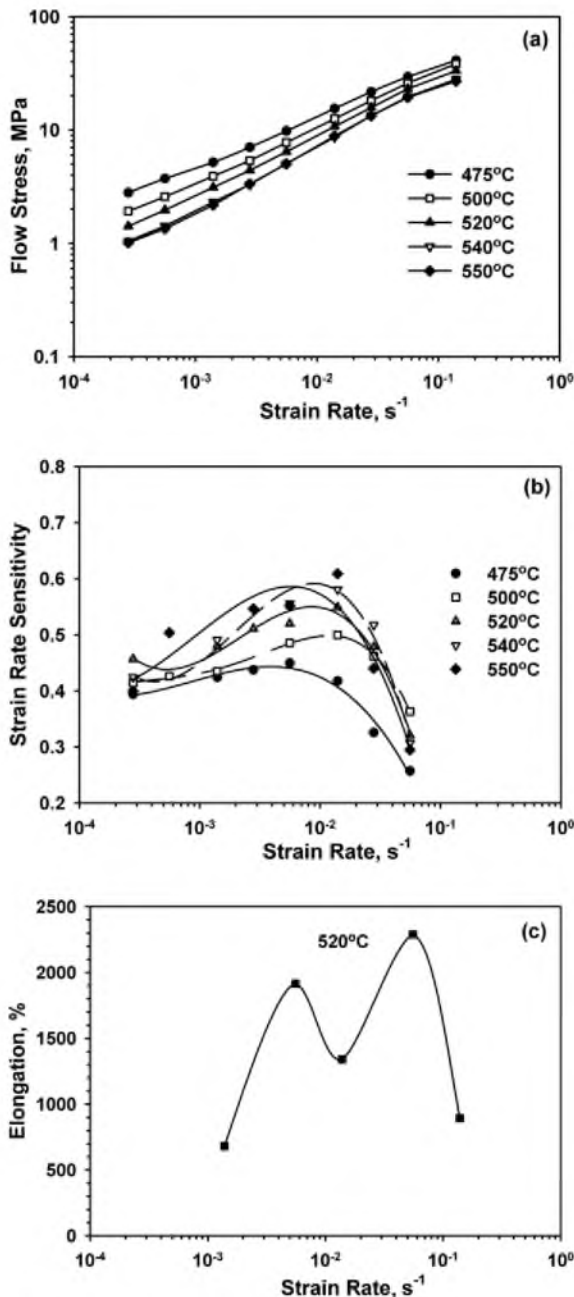 (a)
Flow Stress, MPa
100
10
1
0.1
475°C
500°C
520°C
540°C
550°C
10⁻⁴ 10⁻³ 10⁻² 10⁻¹ 10⁰
Strain Rate, s⁻¹
(b)
Strain Rate Sensitivity
0.8
0.7
0.6
0.5
0.4
0.3
0.2
475°C
500°C
520°C
540°C
550°C
10⁻⁴ 10⁻³ 10⁻² 10⁻¹ 10⁰
Strain Rate, s⁻¹
520°C (c)
Elongation, %
2500
2000
1500
1000
500
0
10⁻⁴ 10⁻³ 10⁻² 10⁻¹ 10⁰
Strain Rate, s⁻¹